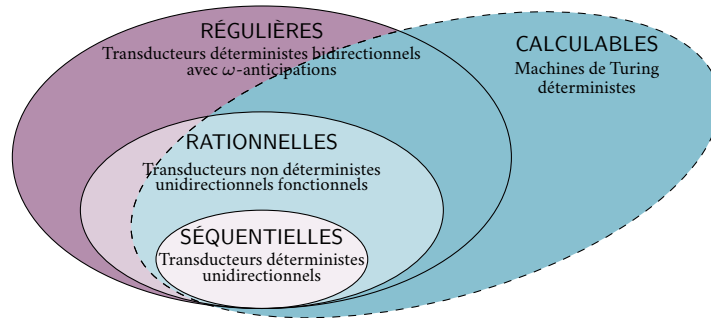 RÉGULIÈRES
Transducteurs déterministes bidirectionnels
avec ω-anticipations
CALCULABLES
Machines de Turing
déterministes
RATIONNELLES
Transducteurs non déterministes
unidirectionnels fonctionnels
SÉQUENTIELLES
Transducteurs déterministes
unidirectionnels